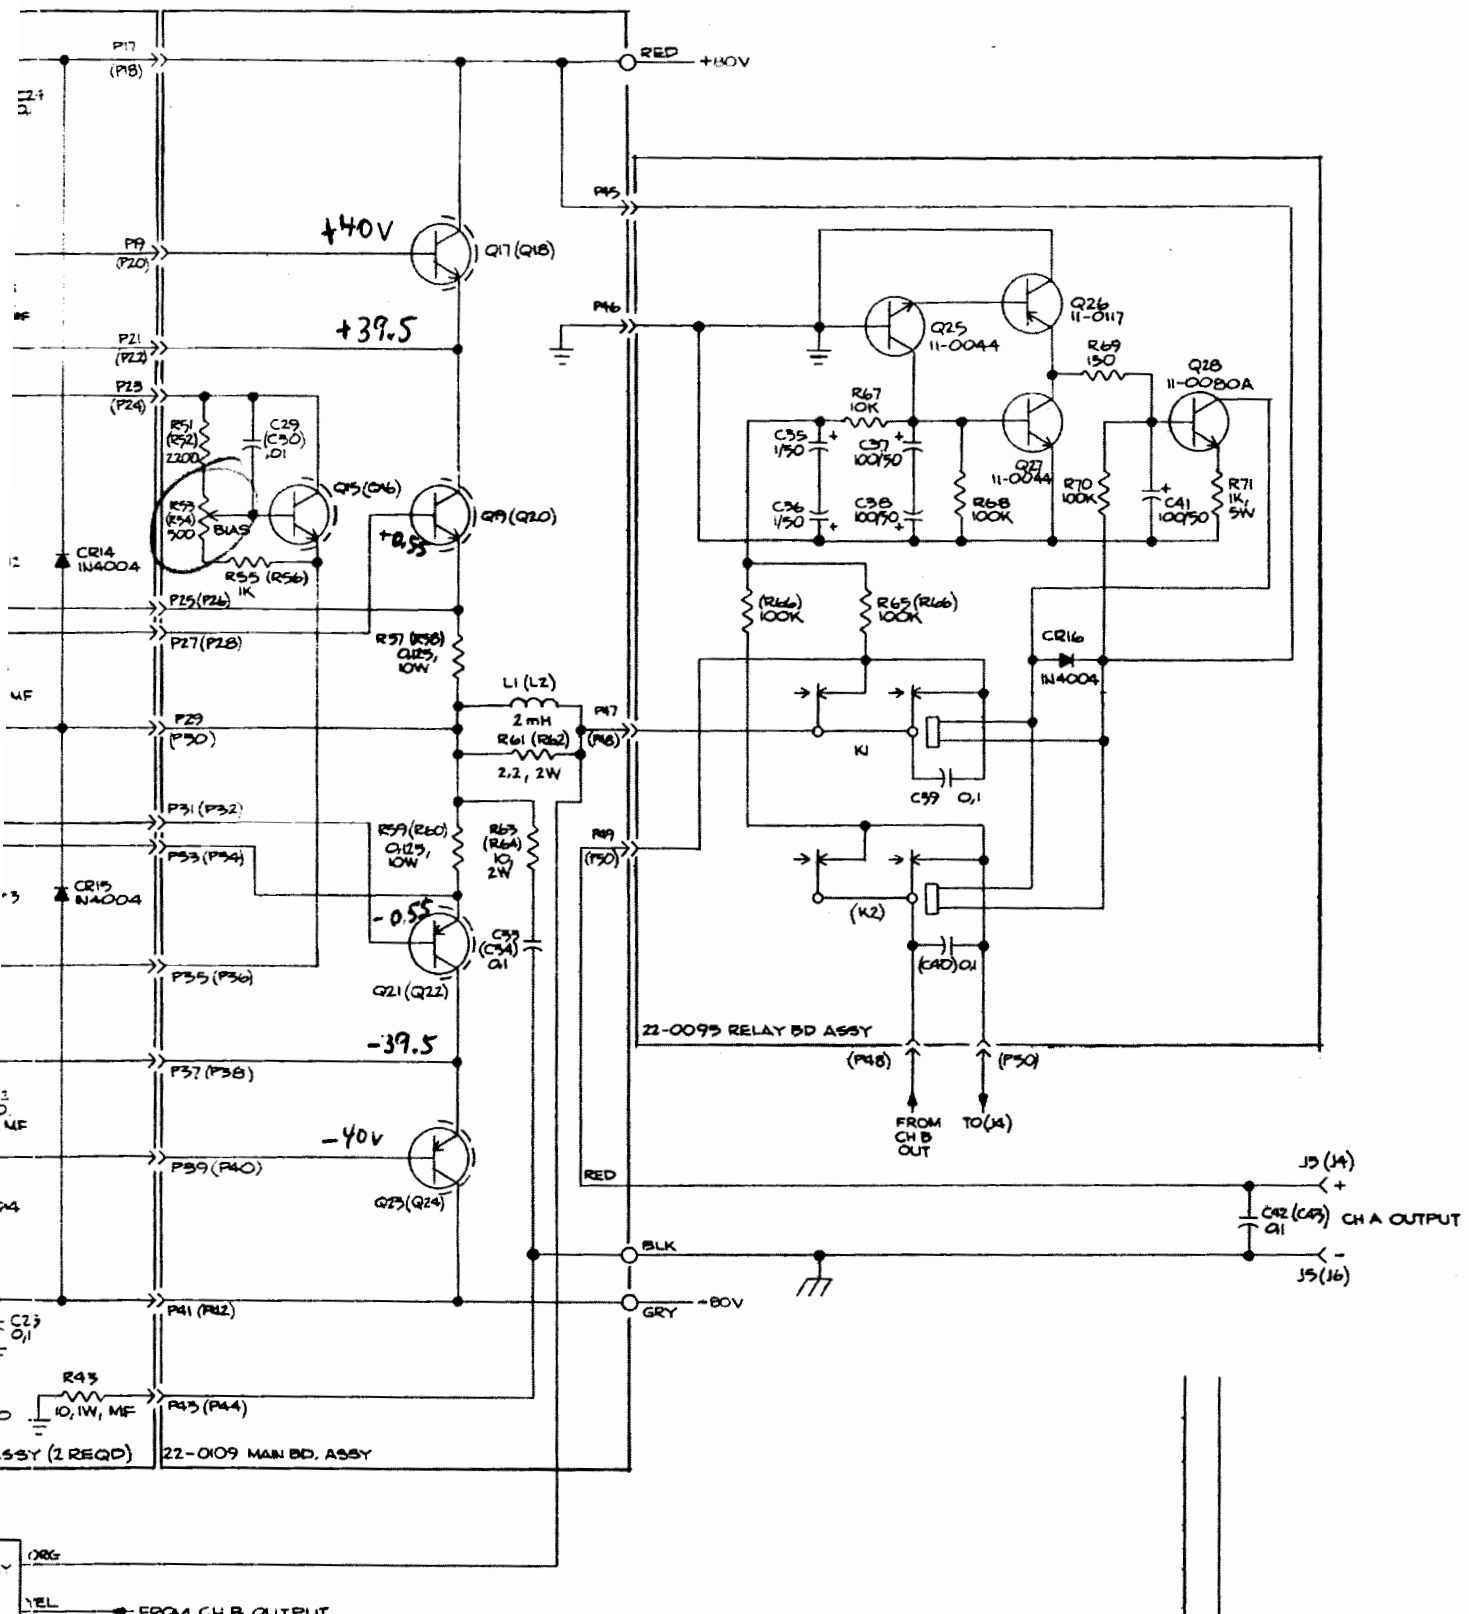 P17
(P18)
RED
+80V
P45
+40V
P19
(P20)
Q17(Q18)
P46
Q26
11-0117
Q25
11-0044
+39.5
P21
(P22)
R69
150
Q28
11-0080A
P23
(P24)
R51
(R52)
2200
C29
(C30)
.01
R67
10K
C35
1/50
C37
100/50
Q27
11-0044
Q15(Q16)
R53
(R54)
500
BIAS
Q19(Q20)
+0.55
C36
1/50
C38
100/50
R68
100K
R70
100K
C41
100/50
R71
1K,
5W
CR14
1N4004
R55 (R56)
1K
P25(P26)
P27(P28)
R57 (R58)
0.125,
10W
(R66)
100K
R65(R66)
100K
CR16
1N4004
MF
L1 (L2)
2mH
P29
(P30)
R61 (R62)
2.2, 2W
P47
(P48)
K1
C39 0,1
P31(P32)
P33(P34)
R59(R60)
0.125,
10W
R63
(R64)
10,
2W
P49
(P50)
CR15
1N4004
-0.55
(K2)
C33
(C34)
0.1
(C40)0.1
P35(P36)
Q21(Q22)
22-0095 RELAY BD ASSY
-39.5
P37(P38)
(P48)
(P50)
FROM
CH B
OUT
TO(J4)
MF
-40V
P39(P40)
Q23(Q24)
RED
J3(J4)
+
C42(C43)
0.1
CH A OUTPUT
BLK
-
J5(J6)
P41(P42)
GRY
-80V
C23
0,1
R43
10, 1W, MF
P43(P44)
ASSY (2 REQD)
22-0109 MAIN BD. ASSY
ORG
YEL
FROM CH B OUTPUT